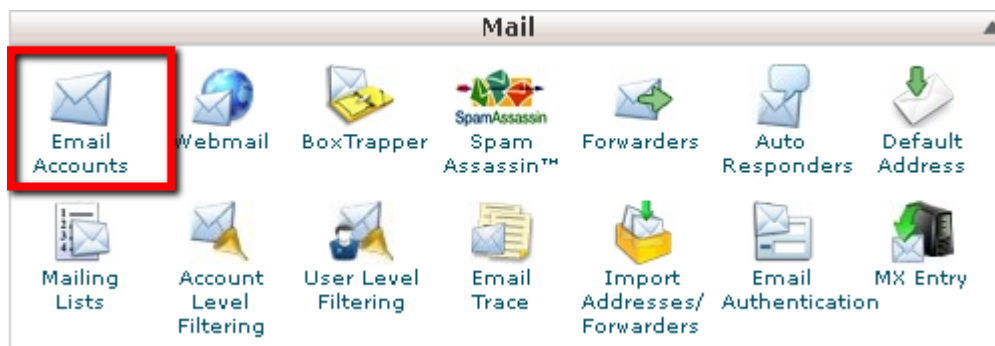 Mail
Email
Accounts
Webmail
BoxTrapper
SpamAssassin
Spam
Assassin™
Forwarders
Auto
Responders
Default
Address
Mailing
Lists
Account
Level
Filtering
User Level
Filtering
Email
Trace
Import
Addresses/
Forwarders
Email
Authentication
MX Entry